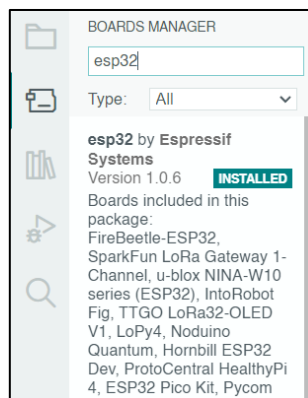 BOARDS MANAGER
esp32
Type: All
esp32 by Espressif
Systems
Version 1.0.6 INSTALLED
Boards included in this
package:
FireBeetle-ESP32,
SparkFun LoRa Gateway 1-
Channel, u-blox NINA-W10
series (ESP32), IntoRobot
Fig, TTGO LoRa32-OLED
V1, LoPy4, Noduino
Quantum, Hornbill ESP32
Dev, ProtoCentral HealthyPi
4, ESP32 Pico Kit, Pycom